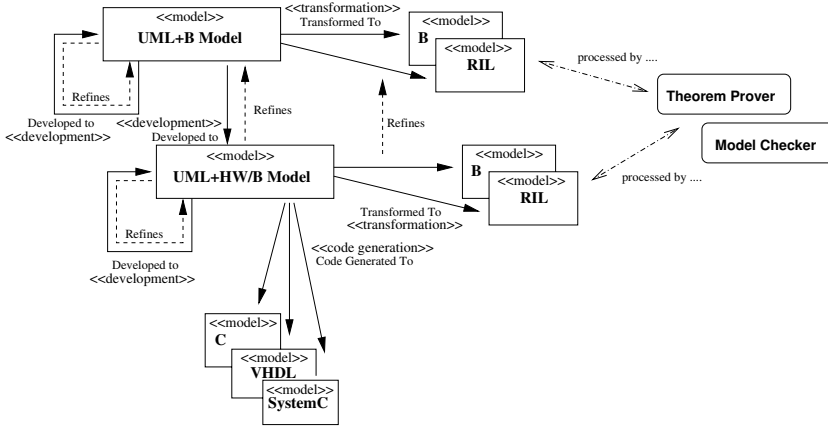 <<model>>
UML+B Model
<<transformation>>
Transformed To
<<model>>
B
<<model>>
RIL
processed by ....
Theorem Prover
Model Checker
Refines
Developed to
<<development>>
<<development>>
Developed to
Refines
Refines
<<model>>
UML+HW/B Model
<<model>>
B
<<model>>
RIL
processed by ....
Refines
Developed to
<<development>>
Transformed To
<<transformation>>
<<code generation>>
Code Generated To
<<model>>
C
<<model>>
VHDL
<<model>>
SystemC